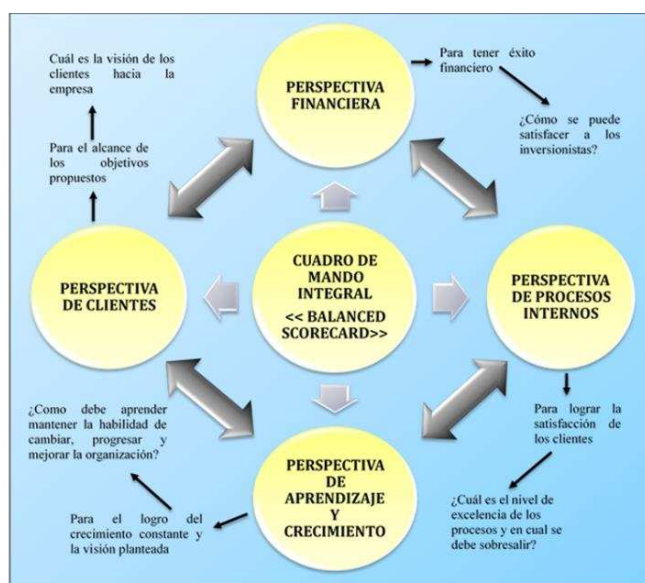 Cuál es la visión de los
clientes hacia la
empresa
Para el alcance de
los objetivos
propuestos
PERSPECTIVA
FINANCIERA
Para tener éxito
financiero
¿Cómo se puede
satisfacer a los
inversionistas?
PERSPECTIVA
DE CLIENTES
CUADRO DE
MANDO
INTEGRAL
<< BALANCED
SCORECARD>>
PERSPECTIVA
DE PROCESOS
INTERNOS
¿Como debe aprender
mantener la habilidad de
cambiar, progresar y
mejorar la organización?
Para el logro del
crecimiento constante y
la visión planteada
PERSPECTIVA
DE
APRENDIZAJE
Y
CRECIMIENTO
Para lograr la
satisfacción de
los clientes
¿Cuál es el nivel de
excelencia de los
procesos y en cual se
debe sobresalir?